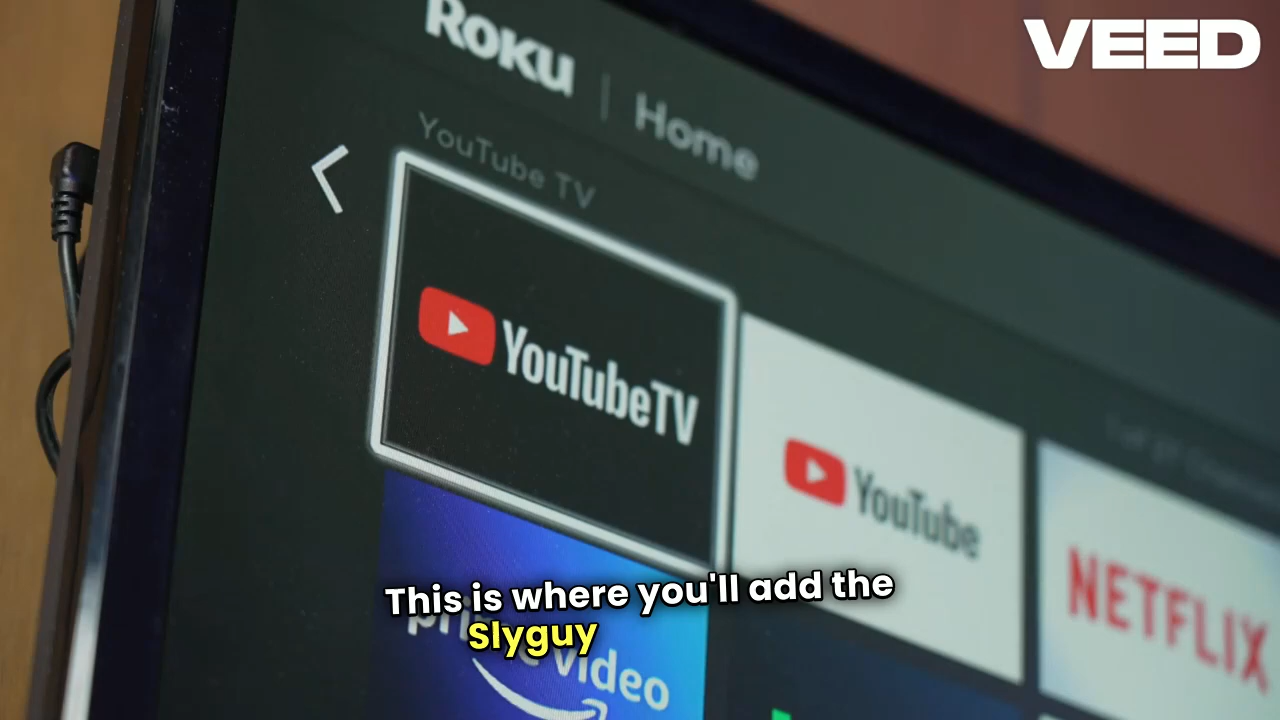 VEED
Roku | Home
YouTube TV
YouTubeTV
YouTube
NETFLIX
This is where you'll add the
Slyguy
prime video